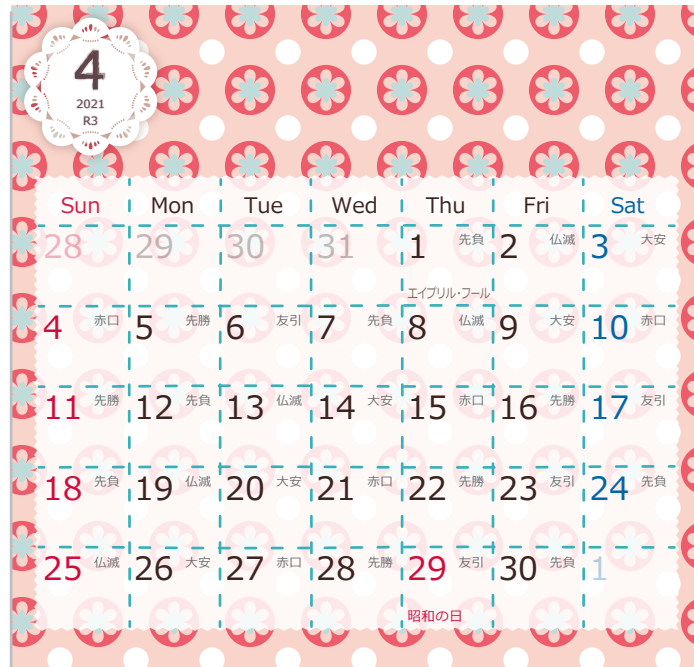 4
2021
R3
Sun Mon Tue Wed Thu Fri Sat
28 29 30 31 1 先負 2 仏滅 3 大安
エイプリル・フール
4 赤口 5 先勝 6 友引 7 先負 8 仏滅 9 大安 10 赤口
11 先勝 12 先負 13 仏滅 14 大安 15 赤口 16 先勝 17 友引
18 先負 19 仏滅 20 大安 21 赤口 22 先勝 23 友引 24 先負
25 仏滅 26 大安 27 赤口 28 先勝 29 友引 30 先負 1
昭和の日